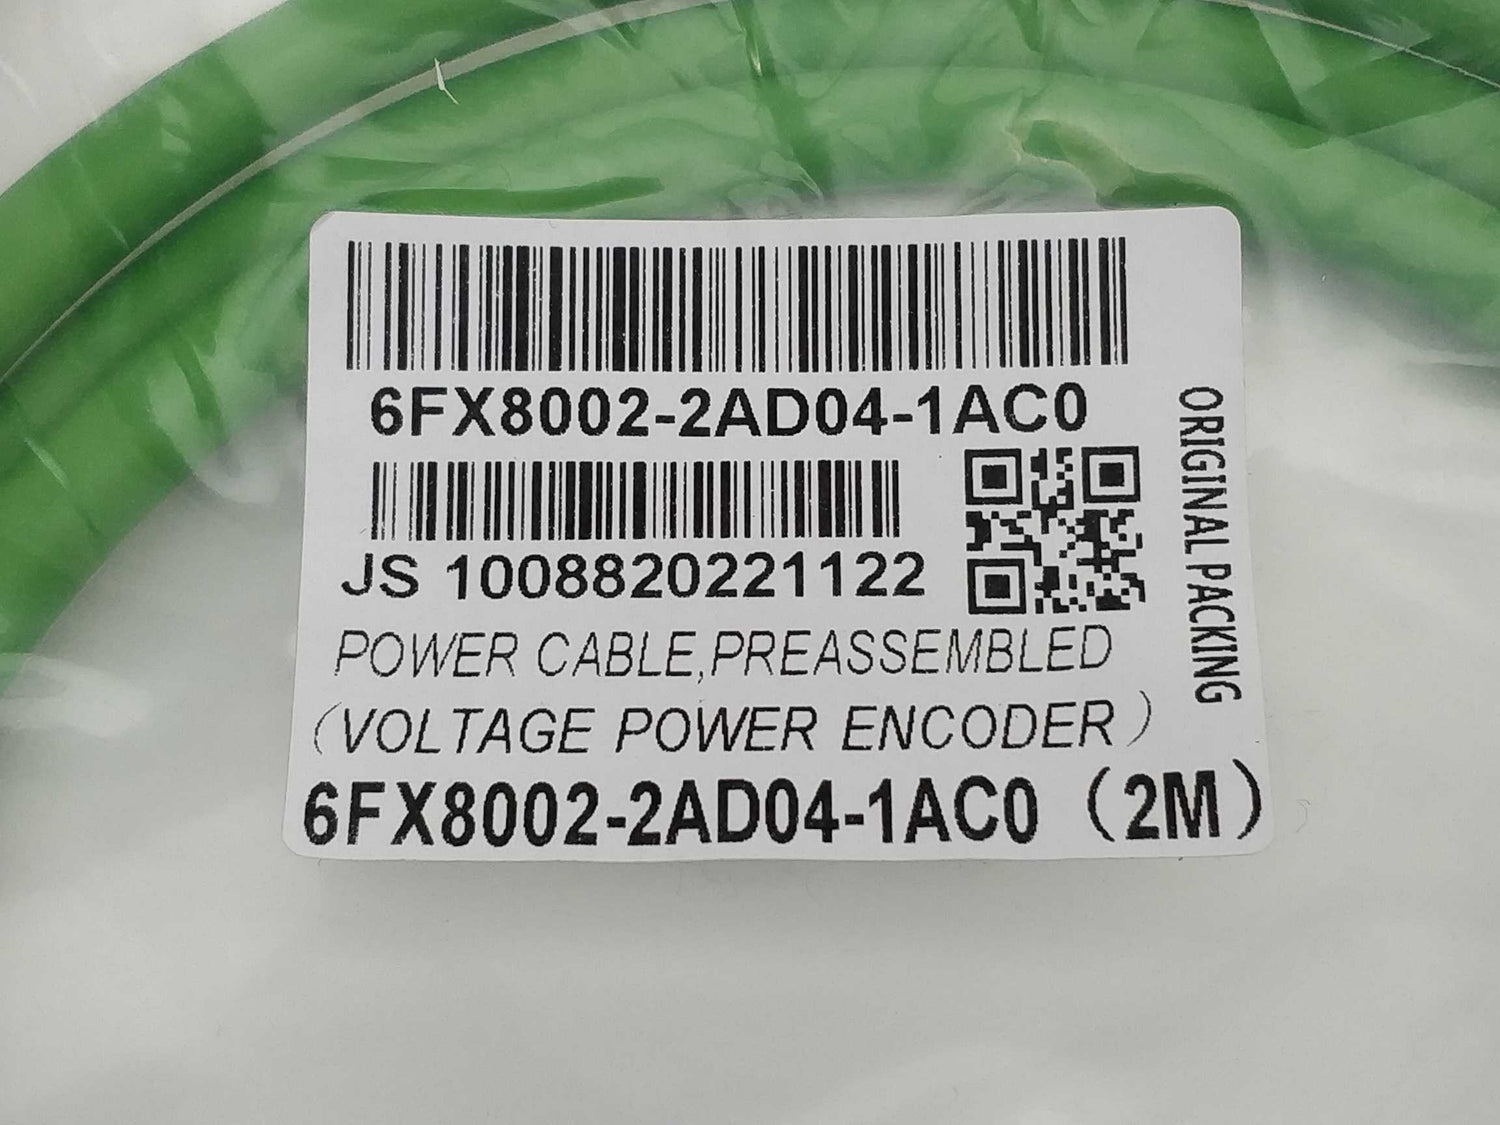 6FX8002-2AD04-1AC0
JS 1008820221122
POWER CABLE,PREASSEMBLED
（VOLTAGE POWER ENCODER）
6FX8002-2AD04-1AC0（2M）
ORIGINAL PACKING